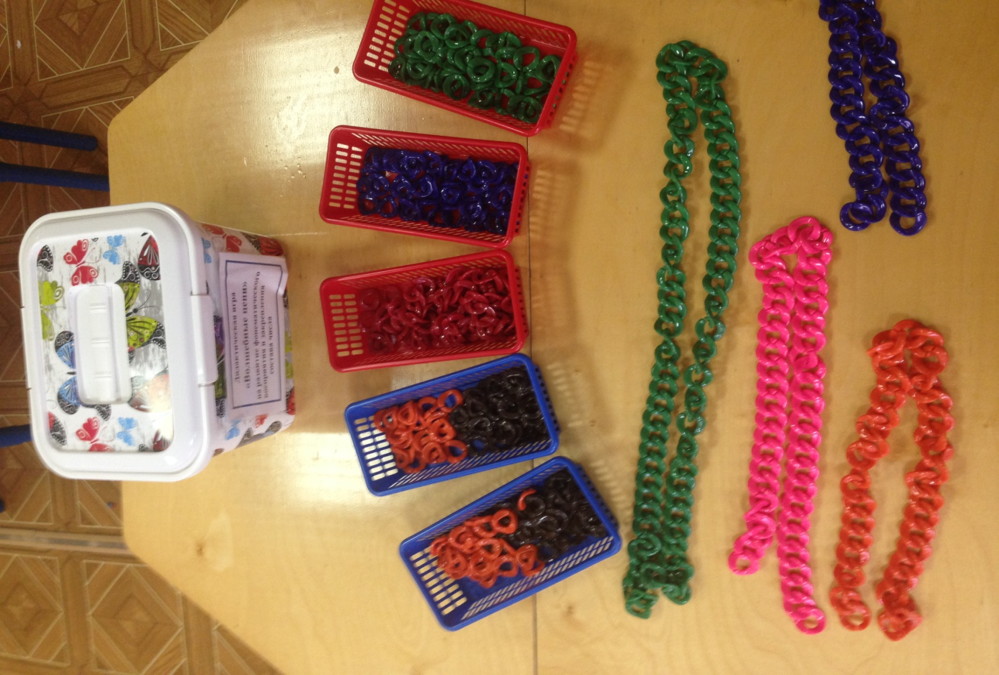 Дидактическая игра
«Волшебные цепи»
на развитие фонематического
восприятия и закрепления
состава числа